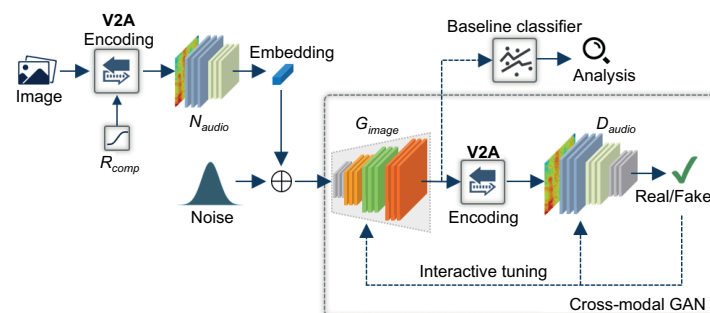 V2A
Encoding
Image
R_comp
N_audio
Embedding
Noise
Baseline classifier
Analysis
G_image
V2A
Encoding
D_audio
Real/Fake
Interactive tuning
Cross-modal GAN